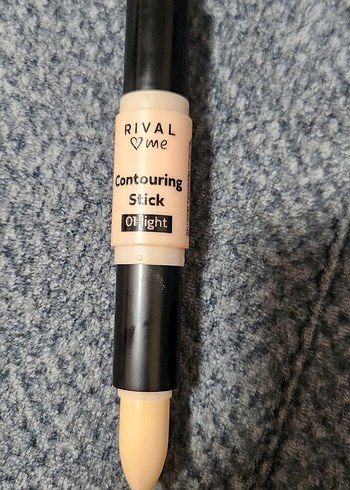 RIVAL
me
Contouring
Stick
01 light